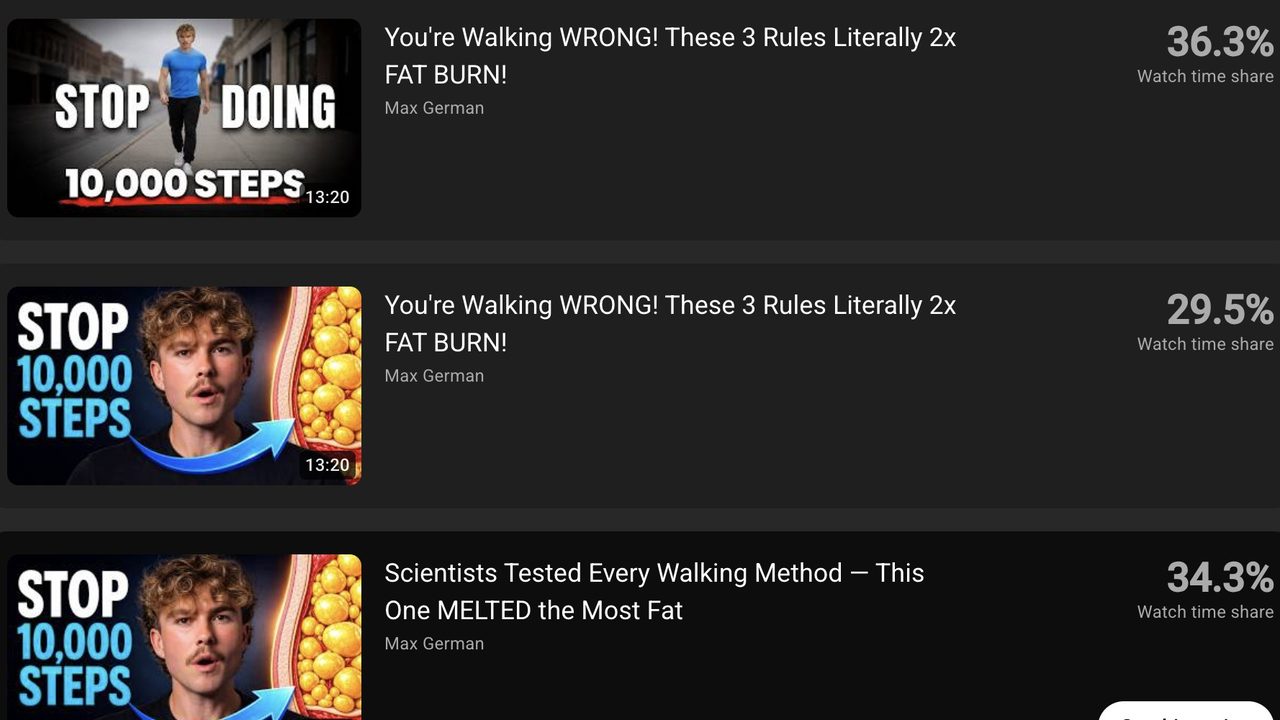 STOP DOING
10,000 STEPS
13:20
You're Walking WRONG! These 3 Rules Literally 2x
FAT BURN!
Max German
36.3%
Watch time share
STOP
10,000
STEPS
13:20
You're Walking WRONG! These 3 Rules Literally 2x
FAT BURN!
Max German
29.5%
Watch time share
STOP
10,000
STEPS
Scientists Tested Every Walking Method — This
One MELTED the Most Fat
Max German
34.3%
Watch time share